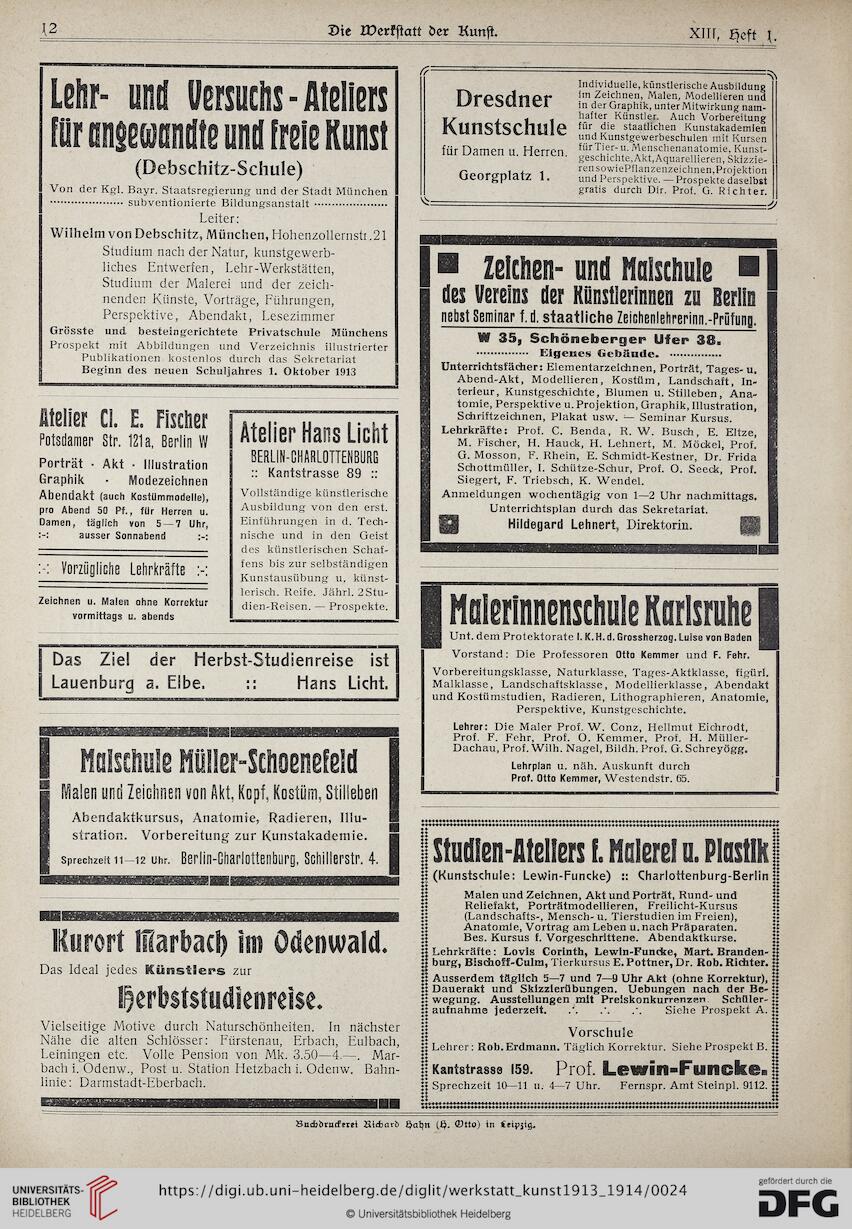 12
Die Werkstatt der Kunst.
XIII, Heft 1.
Lehr- und Versuchs-Ateliers
für angewandte und freie Kunst
(Debschitz-Schule)
Von der Kgl. Bayr. Staatsregierung und der Stadt München
subventionierte Bildungsanstalt
Leiter:
Wilhelm von Debschitz, München, Hohenzollernstr.21
Studium nach der Natur, kunstgewerb-
liches Entwerfen, Lehr-Werkstätten,
Studium der Malerei und der zeich-
nenden Künste, Vorträge, Führungen,
Perspektive, Abendakt, Lesezimmer
Grösste und besteingerichtete Privatschule Münchens
Prospekt mit Abbildungen und Verzeichnis illustrierter
Publikationen kostenlos durch das Sekretariat
Beginn des neuen Schuljahres 1. Oktober 1913
Atelier Cl. E. Fischer
Potsdamer Str. 121a, Berlin W
Porträt · Akt · Illustration
Graphik · Modezeichnen
Abendakt (auch Kostümmodelle),
pro Abend 50 Pf., für Herren u.
Damen, täglich von 5—7 Uhr,
:-: ausser Sonnabend :-:
:-: Vorzügliche Lehrkräfte :-:
Zeichnen u. Malen ohne Korrektur
vormittags u. abends
Atelier Hans Licht
BERLIN-CHARLOTTENBURG
:: Kantstrasse 89 ::
Vollständige künstlerische
Ausbildung von den erst.
Einführungen in d. Tech-
nische und in den Geist
des künstlerischen Schaf-
fens bis zur selbständigen
Kunstausübung u. künst-
lerisch. Reife. Jährl. 2 Stu-
dien-Reisen. — Prospekte.
Das Ziel der Herbst-Studienreise ist
Lauenburg a. Elbe. :: Hans Licht.
Malschule Müller-Schoenefeld
Malen und Zeichnen von Akt, Kopf, Kostüm, Stilleben
Abendaktkursus, Anatomie, Radieren, Illu-
stration. Vorbereitung zur Kunstakademie.
Sprechzeit 11—12 Uhr. Berlin-Charlottenburg, Schillerstr. 4.
Kurort Marbach im Odenwald.
Das Ideal jedes Künstlers zur
Herbststudienreise.
Vielseitige Motive durch Naturschönheiten. In nächster
Nähe die alten Schlösser: Fürstenau, Erbach, Eulbach,
Leiningen etc. Volle Pension von Mk. 3.50—4.—. Mar-
bach i. Odenw., Post u. Station Hetzbach i. Odenw. Bahn-
linie: Darmstadt-Eberbach.
Dresdner
Kunstschule
für Damen u. Herren.
Georgplatz 1.
Individuelle, künstlerische Ausbildung
im Zeichnen, Malen, Modellieren und
in der Graphik, unter Mitwirkung nam-
hafter Künstler. Auch Vorbereitung
für die staatlichen Kunstakademien
und Kunstgewerbeschulen mit Kursen
für Tier- u. Menschenanatomie, Kunst-
geschichte, Akt, Aquarellieren, Skizzie-
ren sowie Pflanzenzeichnen, Projektion
und Perspektive. — Prospekte daselbst
gratis durch Dir. Prof. G. Richter.
Zeichen- und Malschule
des Vereins der Künstlerinnen zu Berlin
nebst Seminar f. d. staatliche Zeichenlehrerinn.-Prüfung.
W 35, Schöneberger Ufer 38.
Eigenes Gebäude.
Unterrichtsfächer: Elementarzeichnen, Porträt, Tages- u.
Abend-Akt, Modellieren, Kostüm, Landschaft, In-
terieur, Kunstgeschichte, Blumen u. Stilleben, Ana-
tomie, Perspektive u. Projektion, Graphik, Illustration,
Schriftzeichnen, Plakat usw. — Seminar Kursus.
Lehrkräfte: Prof. C. Benda, R. W. Busch, E. Eltze,
M. Fischer, H. Hauck, H. Lehnert, M. Möckel, Prof.
G. Mosson, F. Rhein, E. Schmidt-Kestner, Dr. Frida
Schottmüller, I. Schütze-Schur, Prof. O. Seeck, Prof.
Siegert, F. Triebsch, K. Wendel.
Anmeldungen wochentägig von 1—2 Uhr nachmittags.
Unterrichtsplan durch das Sekretariat.
Hildegard Lehnert, Direktorin.
Malerinnenschule Karlsruhe
Unt. dem Protektorate I. K. H. d. Grossherzog. Luise von Baden
Vorstand: Die Professoren Otto Kemmer und F. Fehr.
Vorbereitungsklasse, Naturklasse, Tages-Aktklasse, figürl.
Malklasse, Landschaftsklasse, Modellierklasse, Abendakt
und Kostümstudien, Radieren, Lithographieren, Anatomie,
Perspektive, Kunstgeschichte.
Lehrer: Die Maler Prof. W. Conz, Hellmut Eichrodt,
Prof. F. Fehr, Prof. O. Kemmer, Prof. H. Müller-
Dachau, Prof. Wilh. Nagel, Bildh. Prof. G. Schreyögg.
Lehrplan u. näh. Auskunft durch
Prof. Otto Kemmer, Westendstr. 65.
Studien-Ateliers f. Malerei u. Plastik
(Kunstschule: Lewin-Funcke) :: Charlottenburg-Berlin
Malen und Zeichnen, Akt und Porträt, Rund- und
Reliefakt, Porträtmodellieren, Freilicht-Kursus
(Landschafts-, Mensch- u. Tierstudien im Freien),
Anatomie, Vortrag am Leben u. nach Präparaten.
Bes. Kursus f. Vorgeschrittene. Abendaktkurse.
Lehrkräfte: Lovis Corinth, Lewin-Funcke, Mart. Branden-
burg, Bischoff-Culm, Tierkursus E. Pottner, Dr. Rob. Richter.
Ausserdem täglich 5—7 und 7—9 Uhr Akt (ohne Korrektur),
Dauerakt und Skizzierübungen. Uebungen nach der Be-
wegung. Ausstellungen mit Preiskonkurrenzen. Schüler-
aufnahme jederzeit. .·. .·. .·. Siehe Prospekt A.
Vorschule
Lehrer: Rob. Erdmann. Täglich Korrektur. Siehe Prospekt B.
Kantstrasse 159. Prof. Lewin-Funcke.
Sprechzeit 10—11 u. 4—7 Uhr. Fernspr. Amt Steinpl. 9112.
Buchdruckerei Richard Hahn (H. Otto) in Leipzig.
UNIVERSITÄTS-
BIBLIOTHEK
HEIDELBERG
https://digi.ub.uni-heidelberg.de/diglit/werkstatt_kunst1913_1914/0024
© Universitätsbibliothek Heidelberg
gefördert durch die
DFG